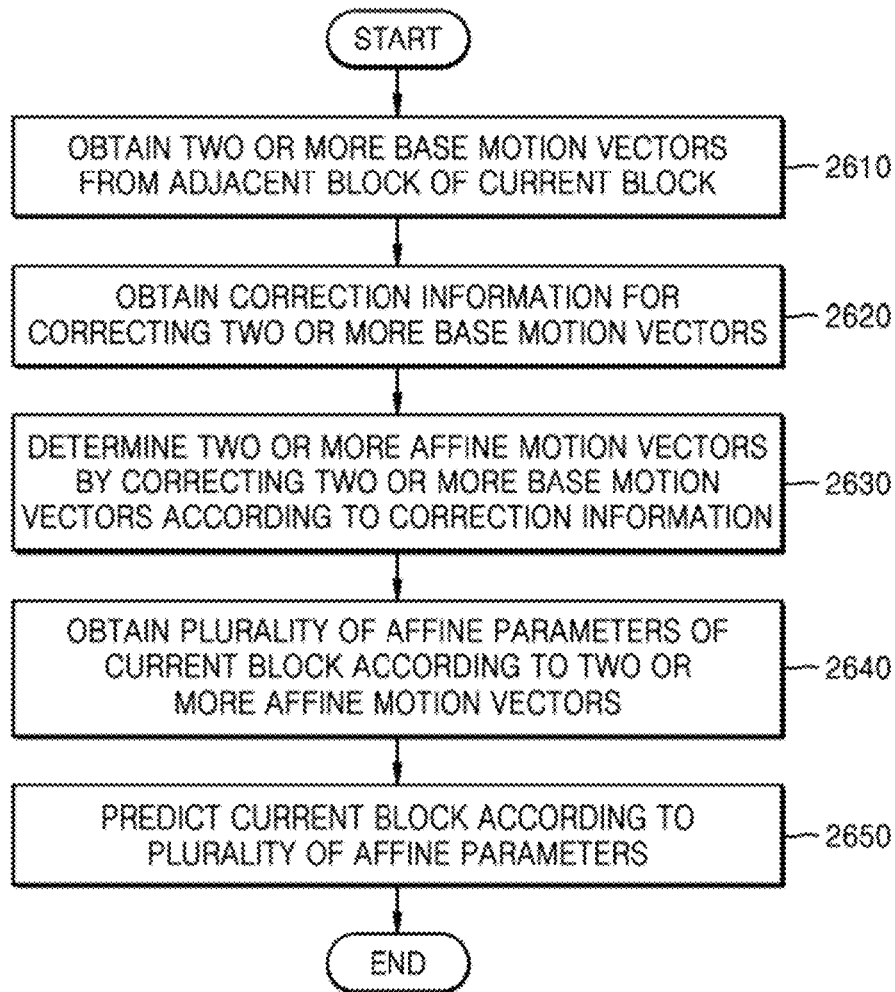 START
OBTAIN TWO OR MORE BASE MOTION VECTORS
FROM ADJACENT BLOCK OF CURRENT BLOCK
2610
OBTAIN CORRECTION INFORMATION FOR
CORRECTING TWO OR MORE BASE MOTION VECTORS
2620
DETERMINE TWO OR MORE AFFINE MOTION VECTORS
BY CORRECTING TWO OR MORE BASE MOTION
VECTORS ACCORDING TO CORRECTION INFORMATION
2630
OBTAIN PLURALITY OF AFFINE PARAMETERS OF
CURRENT BLOCK ACCORDING TO TWO OR
MORE AFFINE MOTION VECTORS
2640
PREDICT CURRENT BLOCK ACCORDING TO
PLURALITY OF AFFINE PARAMETERS
2650
END